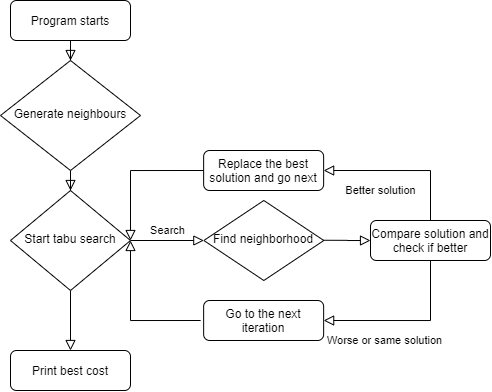 Program starts
Generate neighbours
Replace the best
solution and go next
Better solution
Start tabu search
Search
Find neighborhood
Compare solution and
check if better
Go to the next
iteration
Worse or same solution
Print best cost